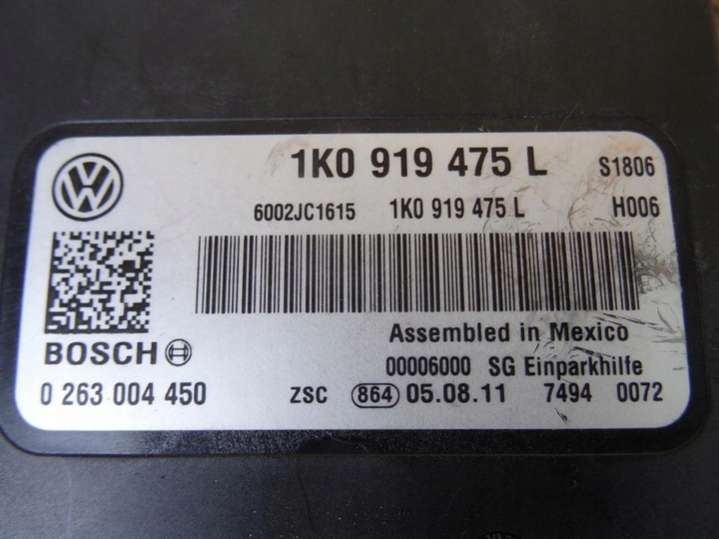 1K0 919 475 L S1806
6002JC1615 1K0 919 475 L H006
Assembled in Mexico
BOSCH 00006000 SG Einparkhilfe
0 263 004 450 ZSC 864 05.08.11 7494 0072